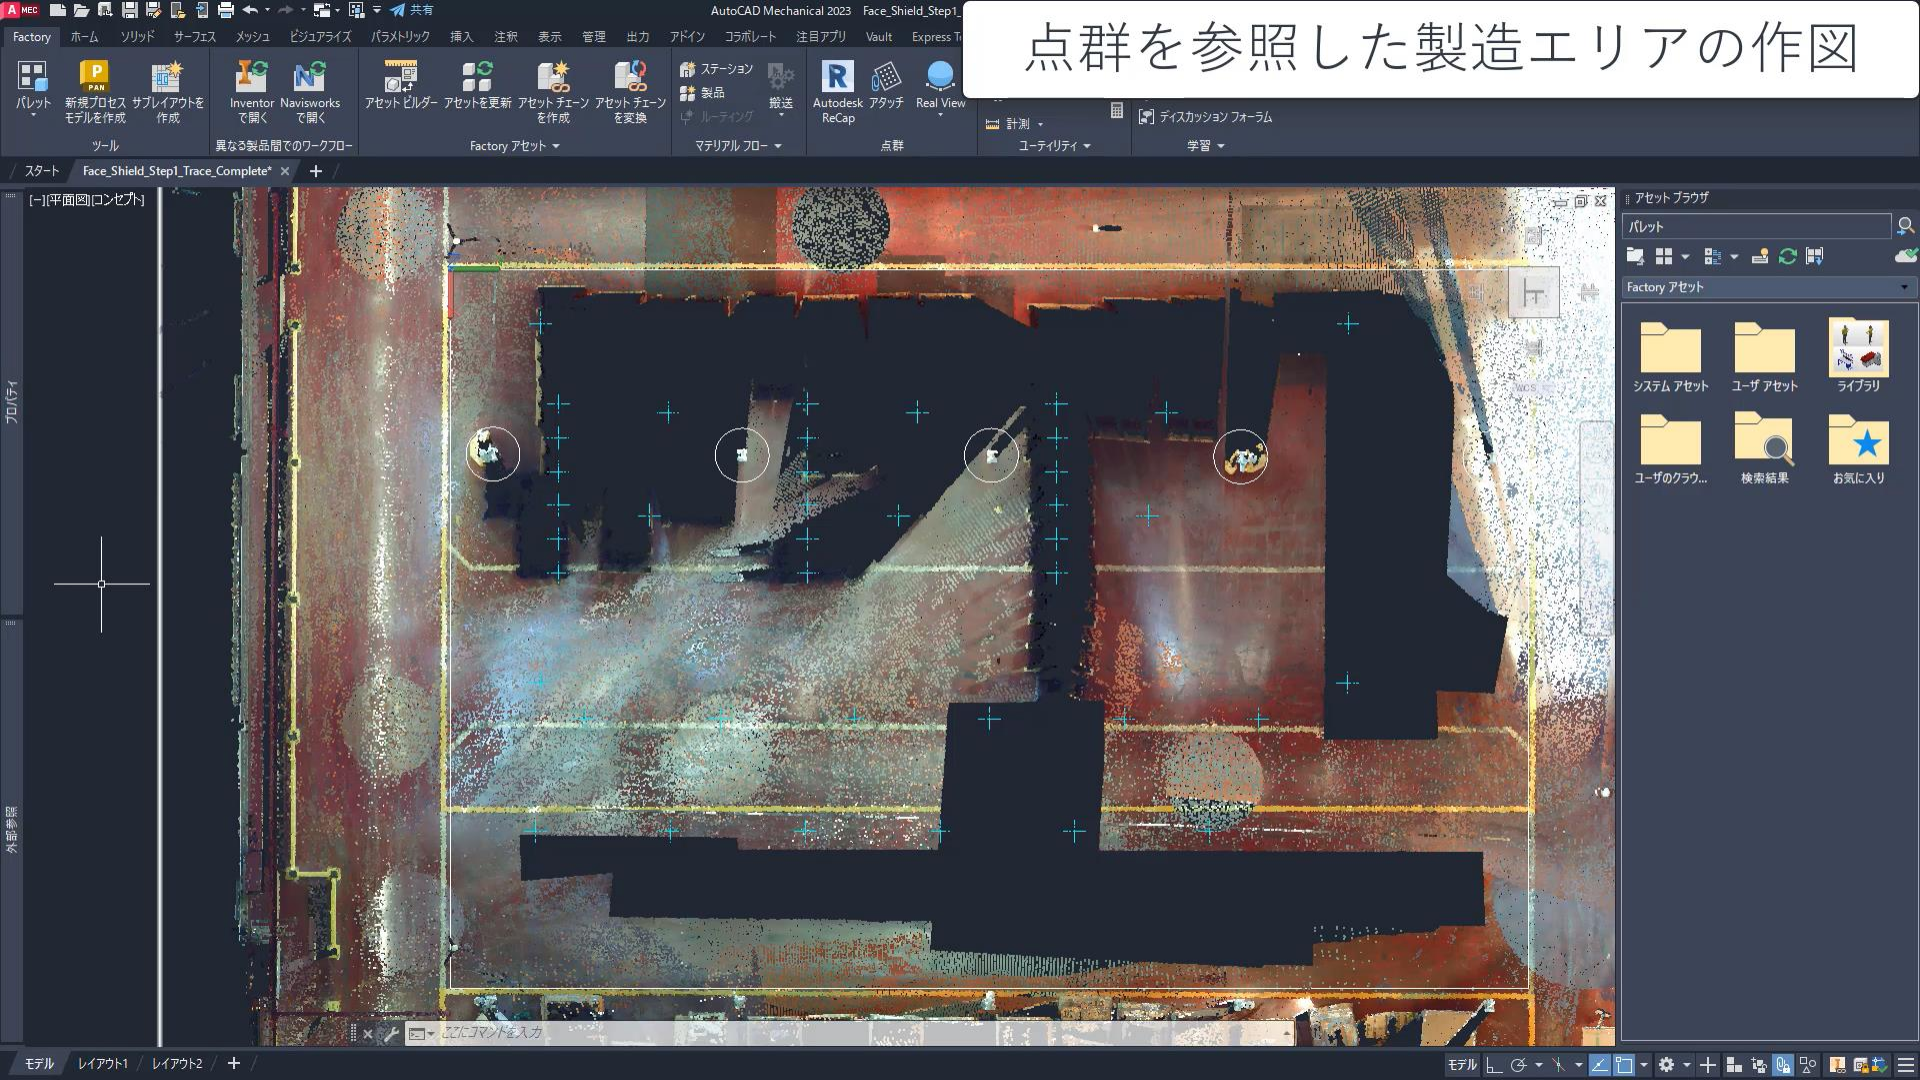 A MEC
共有
AutoCAD Mechanical 2023 Face_Shield_Step1_
点群を参照した製造エリアの作図
Factory ホーム ソリッド サーフェス メッシュ ビジュアライズ パラメトリック 挿入 注釈 表示 管理 出力 アドイン コラボレート 注目アプリ Vault Express T
パレット
新規プロセス
モデルを作成
サブレイアウトを
作成
ツール
Inventor
で開く
Navisworks
で開く
異なる製品間でのワークフロー
アセット ビルダー
アセットを更新
アセット チェーン
を作成
アセット チェーン
を変換
Factory アセット
ステーション
製品
ルーティング
搬送
マテリアル フロー
Autodesk
ReCap
アタッチ
Real View
点群
計測
ユーティリティ
ディスカッション フォーラム
学習
スタート Face_Shield_Step1_Trace_Complete*
[−][平面図][コンセプト]
プロパティ
外部参照
WCS
アセット ブラウザ
パレット
Factory アセット
システム アセット
ユーザ アセット
ライブラリ
ユーザのクラウ...
検索結果
お気に入り
ここにコマンドを入力
モデル レイアウト1 レイアウト2
モデル